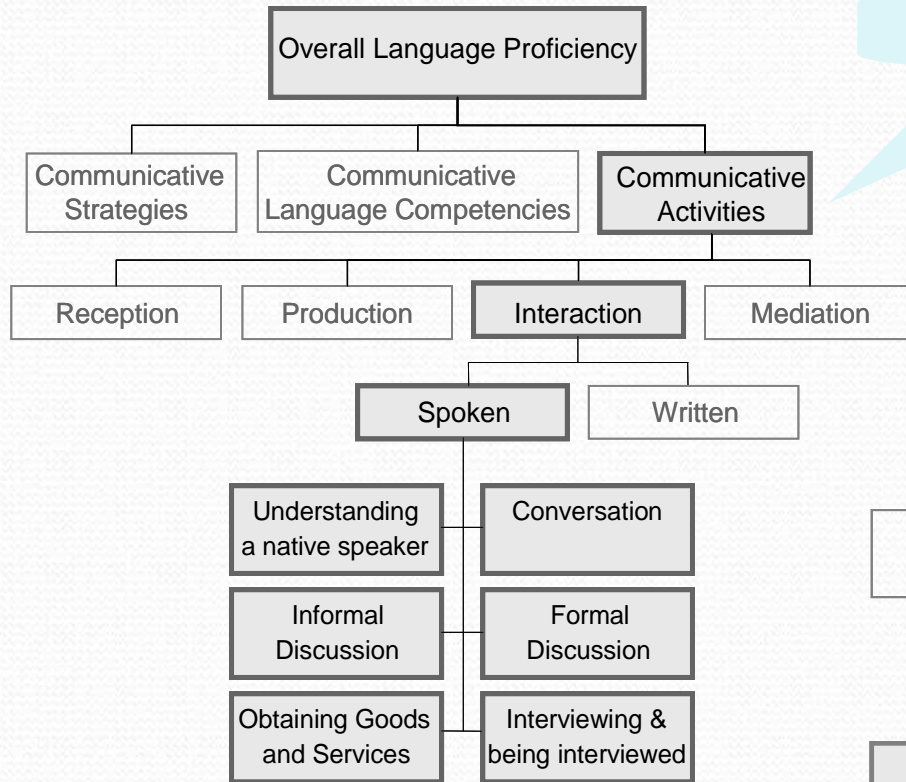 Overall Language Proficiency
Communicative
Strategies
Communicative
Language Competencies
Communicative
Activities
Reception
Production
Interaction
Mediation
Spoken
Written
Understanding
a native speaker
Conversation
Informal
Discussion
Formal
Discussion
Obtaining Goods
and Services
Interviewing &
being interviewed